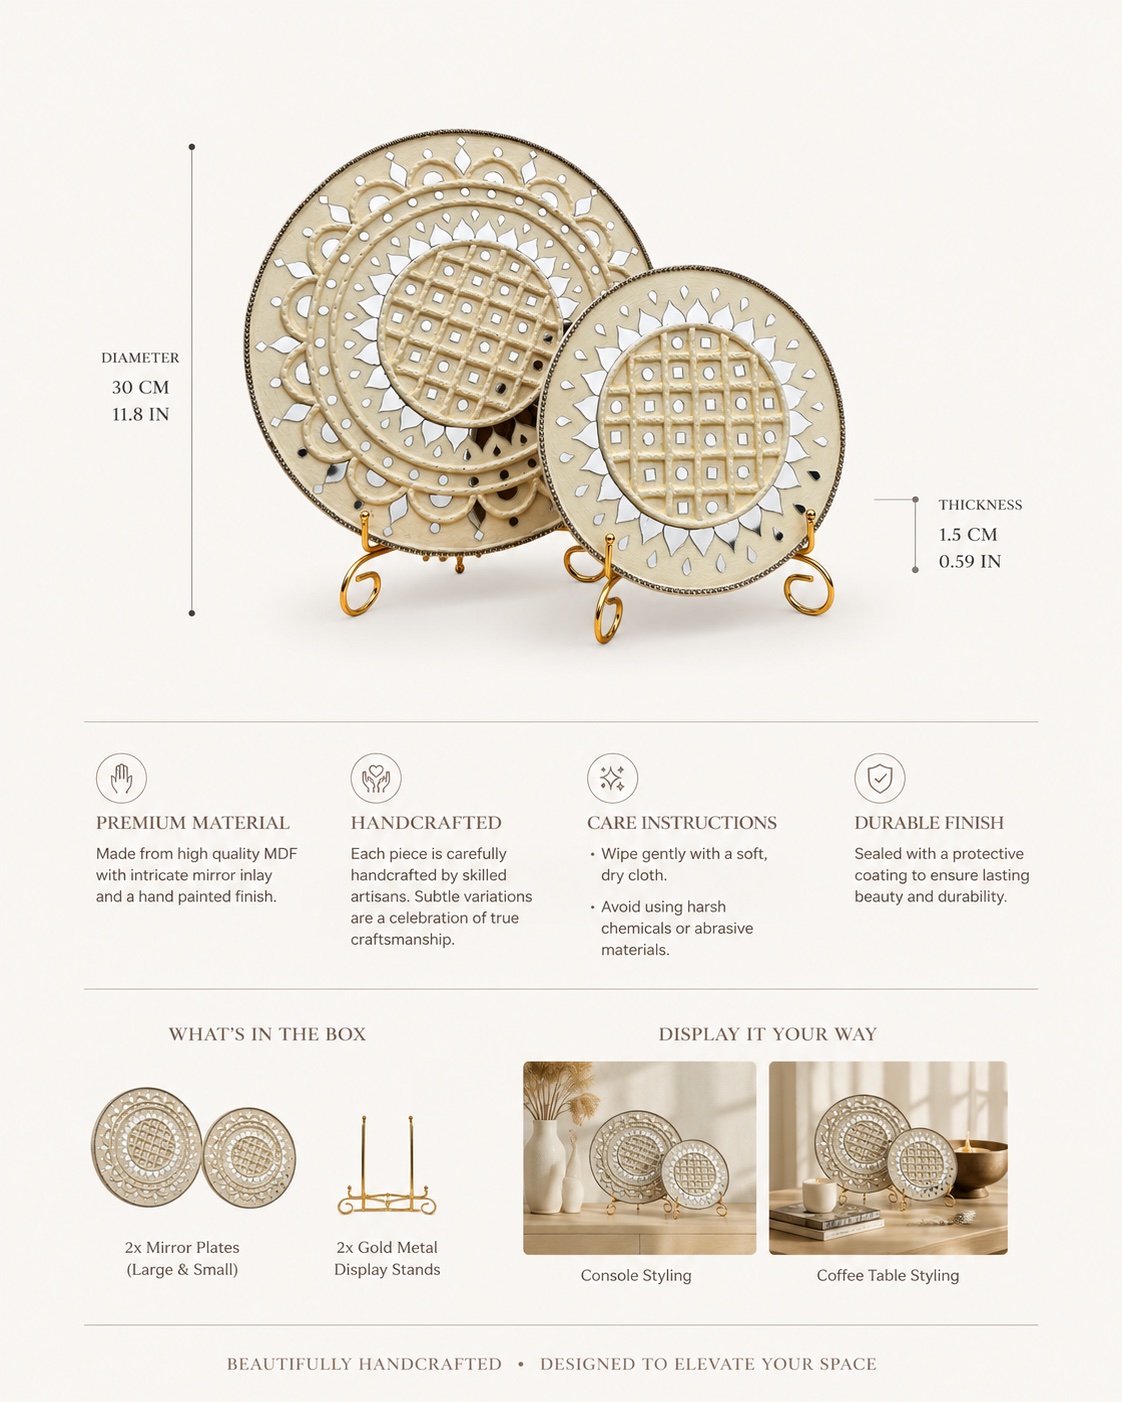 DIAMETER
30 CM
11.8 IN
THICKNESS
1.5 CM
0.59 IN
PREMIUM MATERIAL
Made from high quality MDF
with intricate mirror inlay
and a hand painted finish.
HANDCRAFTED
Each piece is carefully
handcrafted by skilled
artisans. Subtle variations
are a celebration of true
craftsmanship.
CARE INSTRUCTIONS
• Wipe gently with a soft,
dry cloth.
• Avoid using harsh
chemicals or abrasive
materials.
DURABLE FINISH
Sealed with a protective
coating to ensure lasting
beauty and durability.
WHAT'S IN THE BOX
2x Mirror Plates
(Large & Small)
2x Gold Metal
Display Stands
DISPLAY IT YOUR WAY
Console Styling
Coffee Table Styling
BEAUTIFULLY HANDCRAFTED • DESIGNED TO ELEVATE YOUR SPACE